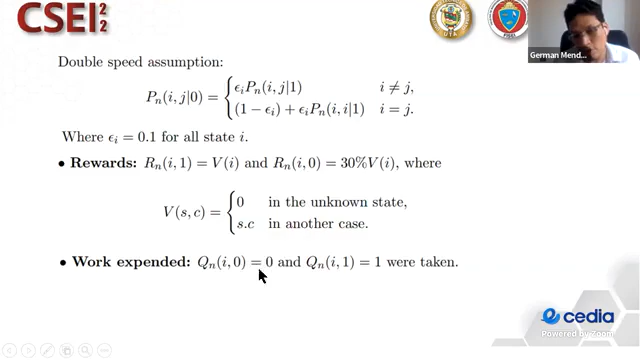 CSEI 2022
German Mend...
Double speed assumption:
P_n(i, j|0) = { ε_i P_n(i, j|1) i ≠ j,
(1 − ε_i) + ε_i P_n(i, i|1) i = j.
Where ε_i = 0.1 for all state i.
• Rewards: R_n(i, 1) = V(i) and R_n(i, 0) = 30%V(i), where
V(s, c) = { 0 in the unknown state,
s.c in another case.
• Work expended: Q_n(i, 0) = 0 and Q_n(i, 1) = 1 were taken.
cedia
Powered by Zoom